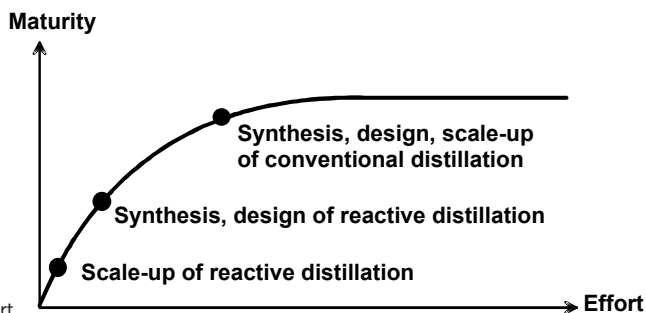 Maturity
Synthesis, design, scale-up
of conventional distillation
Synthesis, design of reactive distillation
Scale-up of reactive distillation
Effort